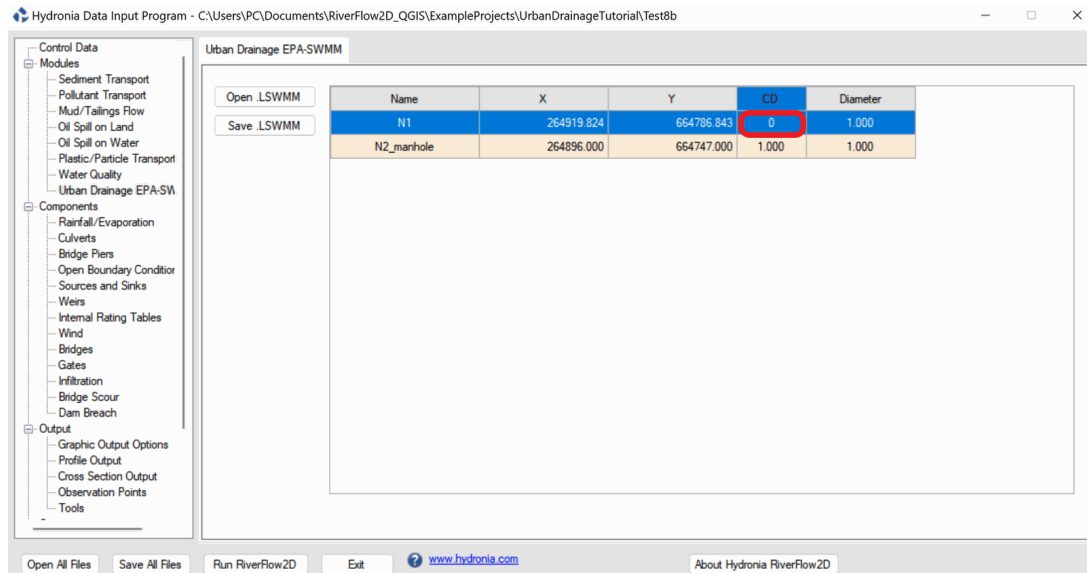 Hydronia Data Input Program - C:\Users\PC\Documents\RiverFlow2D_QGIS\ExampleProjects\UrbanDrainageTutorial\Test8b
Control Data
Modules
Sediment Transport
Pollutant Transport
Mud/Tailings Flow
Oil Spill on Land
Oil Spill on Water
Plastic/Particle Transport
Water Quality
Urban Drainage EPA-SW
Components
Rainfall/Evaporation
Culverts
Bridge Piers
Open Boundary Condition
Sources and Sinks
Weirs
Internal Rating Tables
Wind
Bridges
Gates
Infiltration
Bridge Scour
Dam Breach
Output
Graphic Output Options
Profile Output
Cross Section Output
Observation Points
Tools
Urban Drainage EPA-SWMM
Open .LSWMM
Save .LSWMM
Name X Y CD Diameter
N1 264919.824 664786.843 0 1.000
N2_manhole 264896.000 664747.000 1.000 1.000
Open All Files Save All Files Run RiverFlow2D Exit www.hydronia.com About Hydronia RiverFlow2D